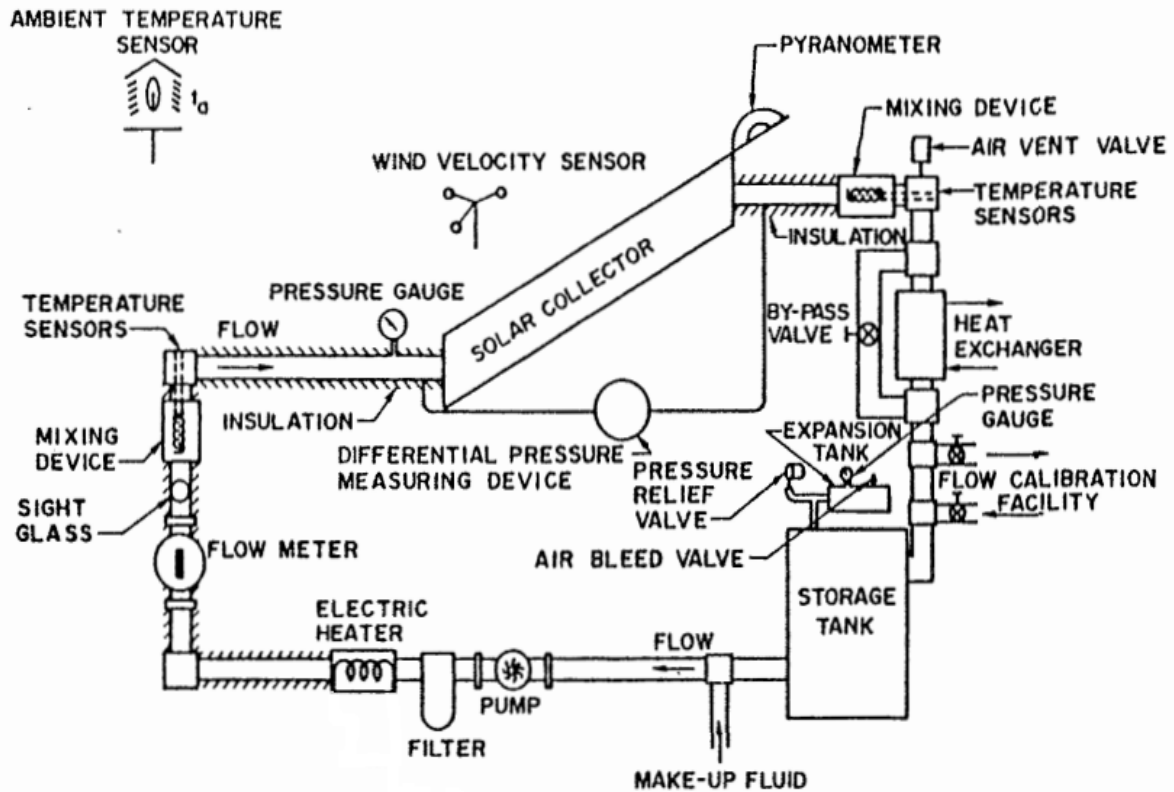 AMBIENT TEMPERATURE
SENSOR
ta
PYRANOMETER
MIXING DEVICE
AIR VENT VALVE
WIND VELOCITY SENSOR
TEMPERATURE
SENSORS
INSULATION
SOLAR COLLECTOR
PRESSURE GAUGE
TEMPERATURE
SENSORS
FLOW
BY-PASS
VALVE
HEAT
EXCHANGER
INSULATION
PRESSURE
GAUGE
MIXING
DEVICE
DIFFERENTIAL PRESSURE
MEASURING DEVICE
EXPANSION
TANK
PRESSURE
RELIEF
VALVE
FLOW CALIBRATION
FACILITY
SIGHT
GLASS
FLOW METER
AIR BLEED VALVE
STORAGE
TANK
ELECTRIC
HEATER
FLOW
PUMP
FILTER
MAKE-UP FLUID